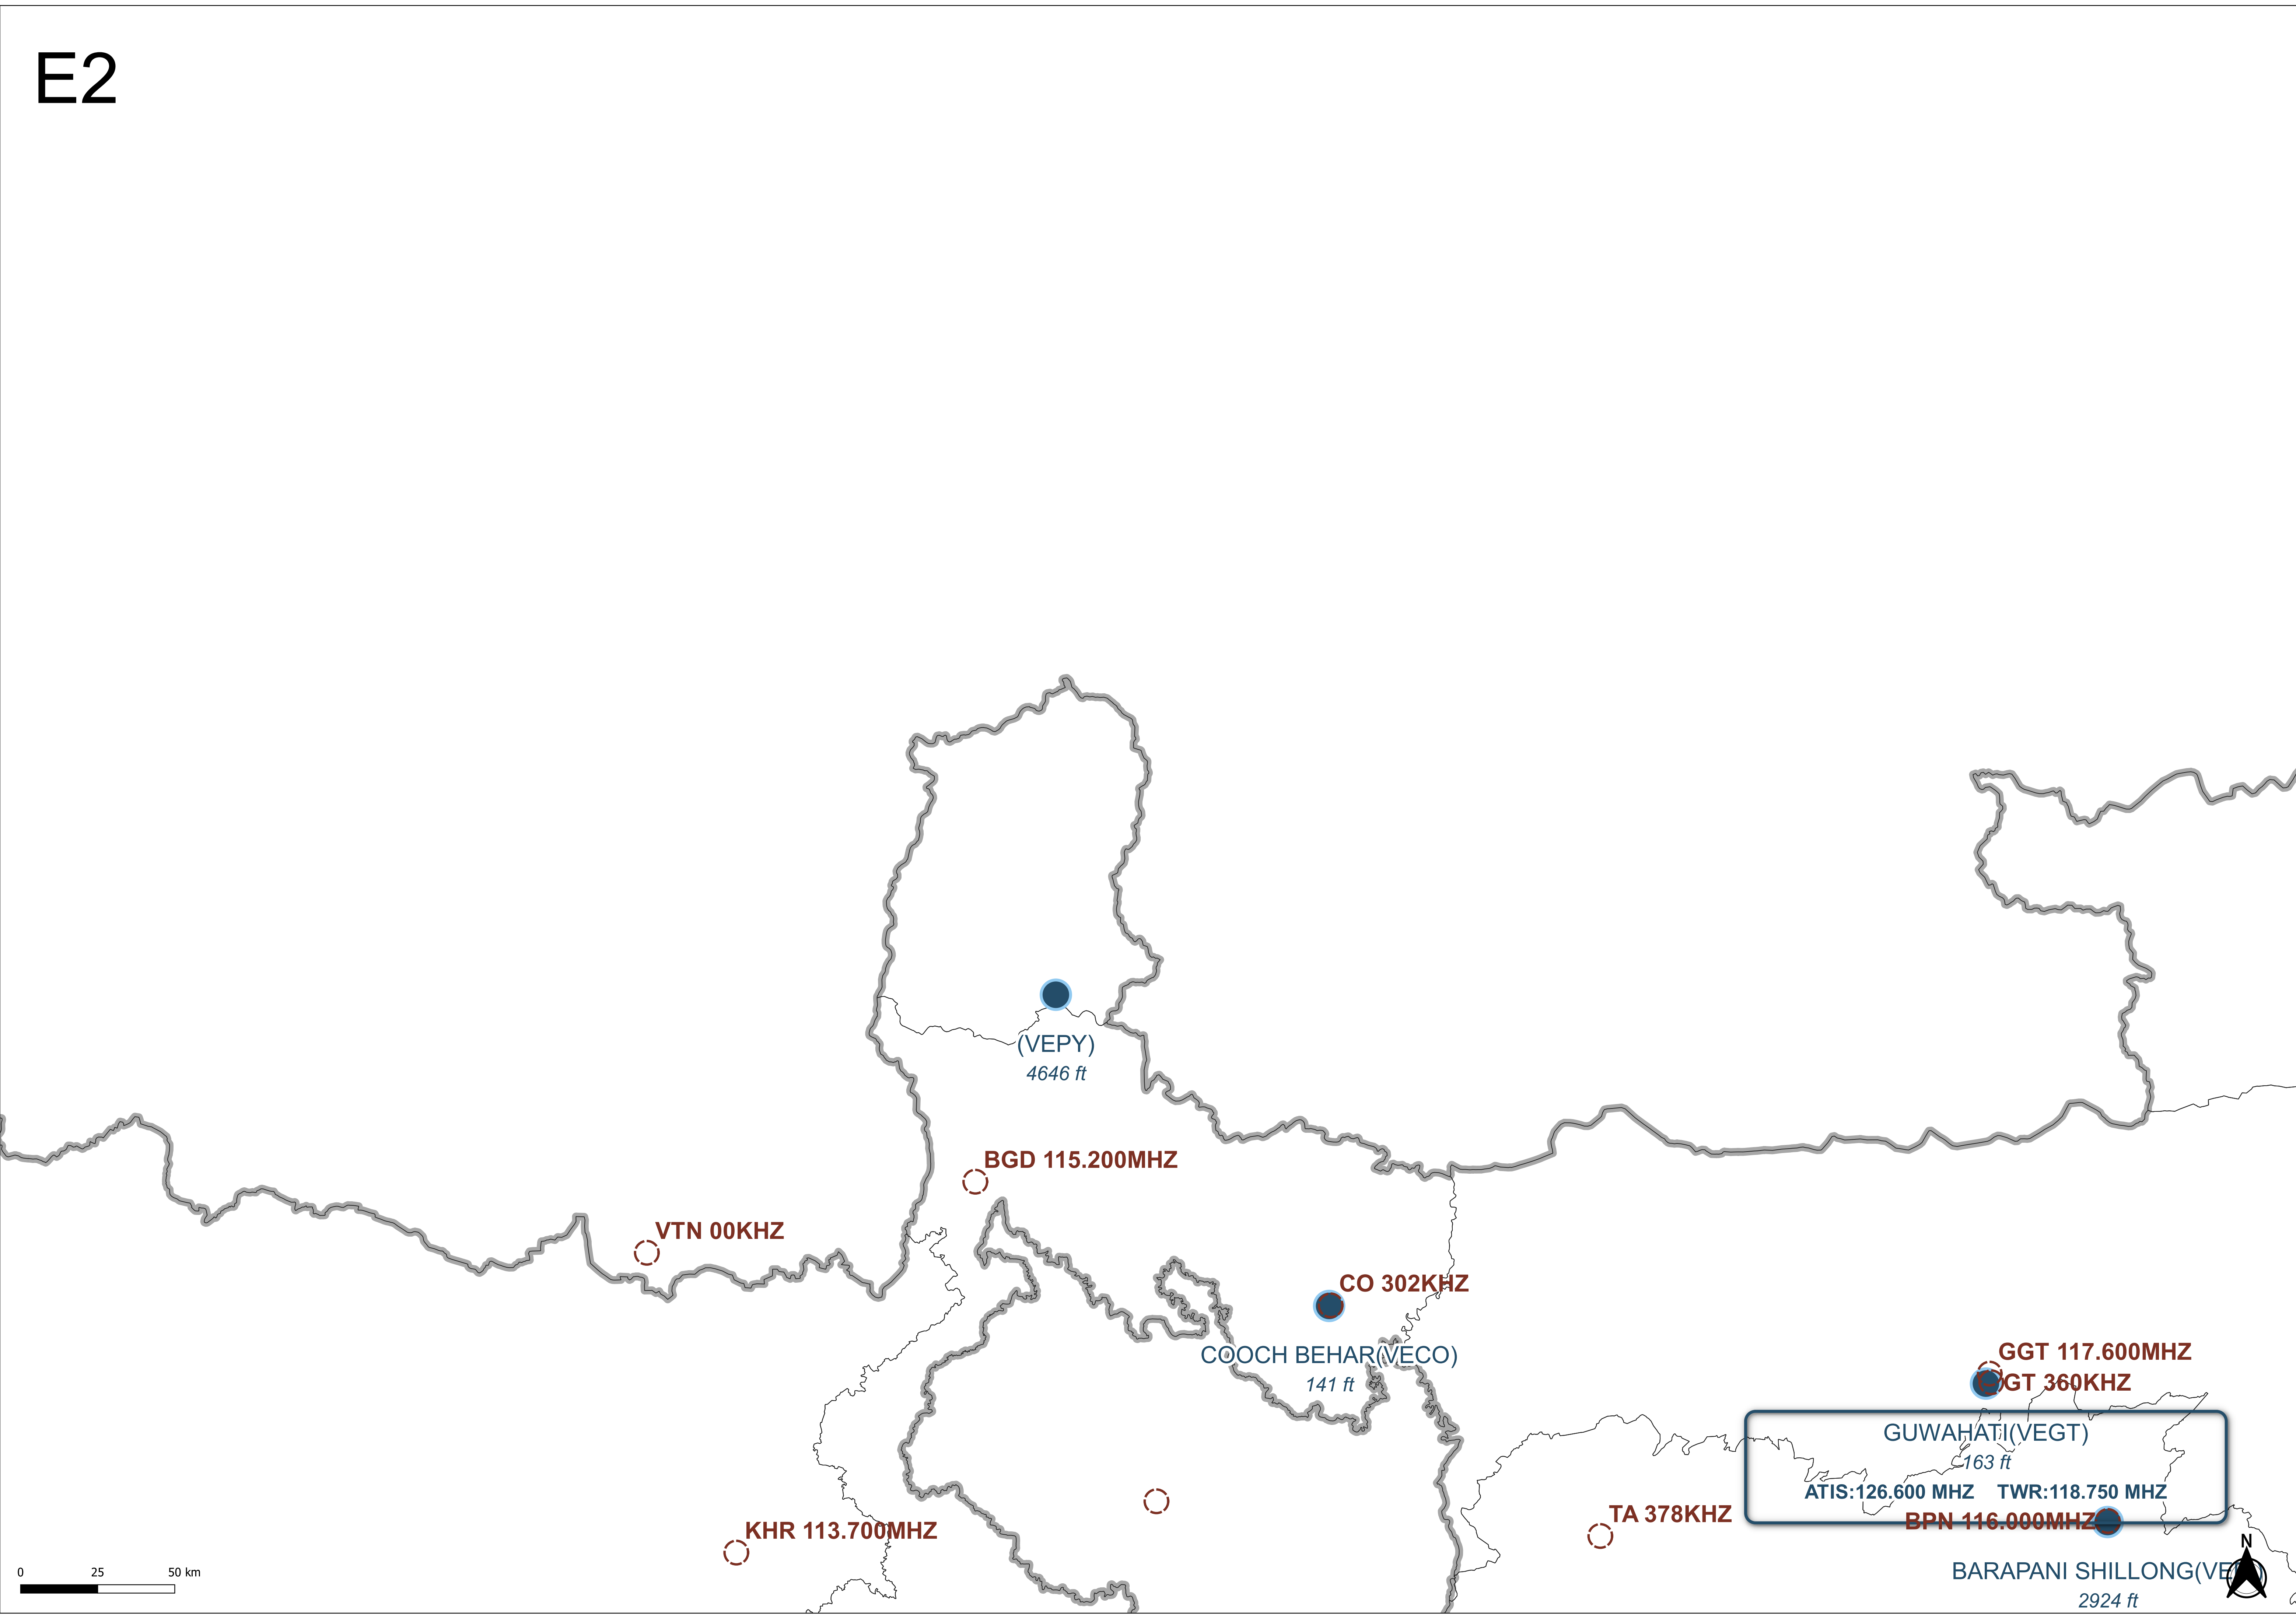 E2
(VEPY)
4646 ft
BGD 115.200MHZ
VTN 00KHZ
CO 302KHZ
COOCH BEHAR(VECO)
141 ft
GGT 117.600MHZ
GT 360KHZ
GUWAHATI(VEGT)
163 ft
ATIS:126.600 MHZ TWR:118.750 MHZ
TA 378KHZ
BPN 116.000MHZ
KHR 113.700MHZ
BARAPANI SHILLONG
2924 ft
N
0 25 50 km